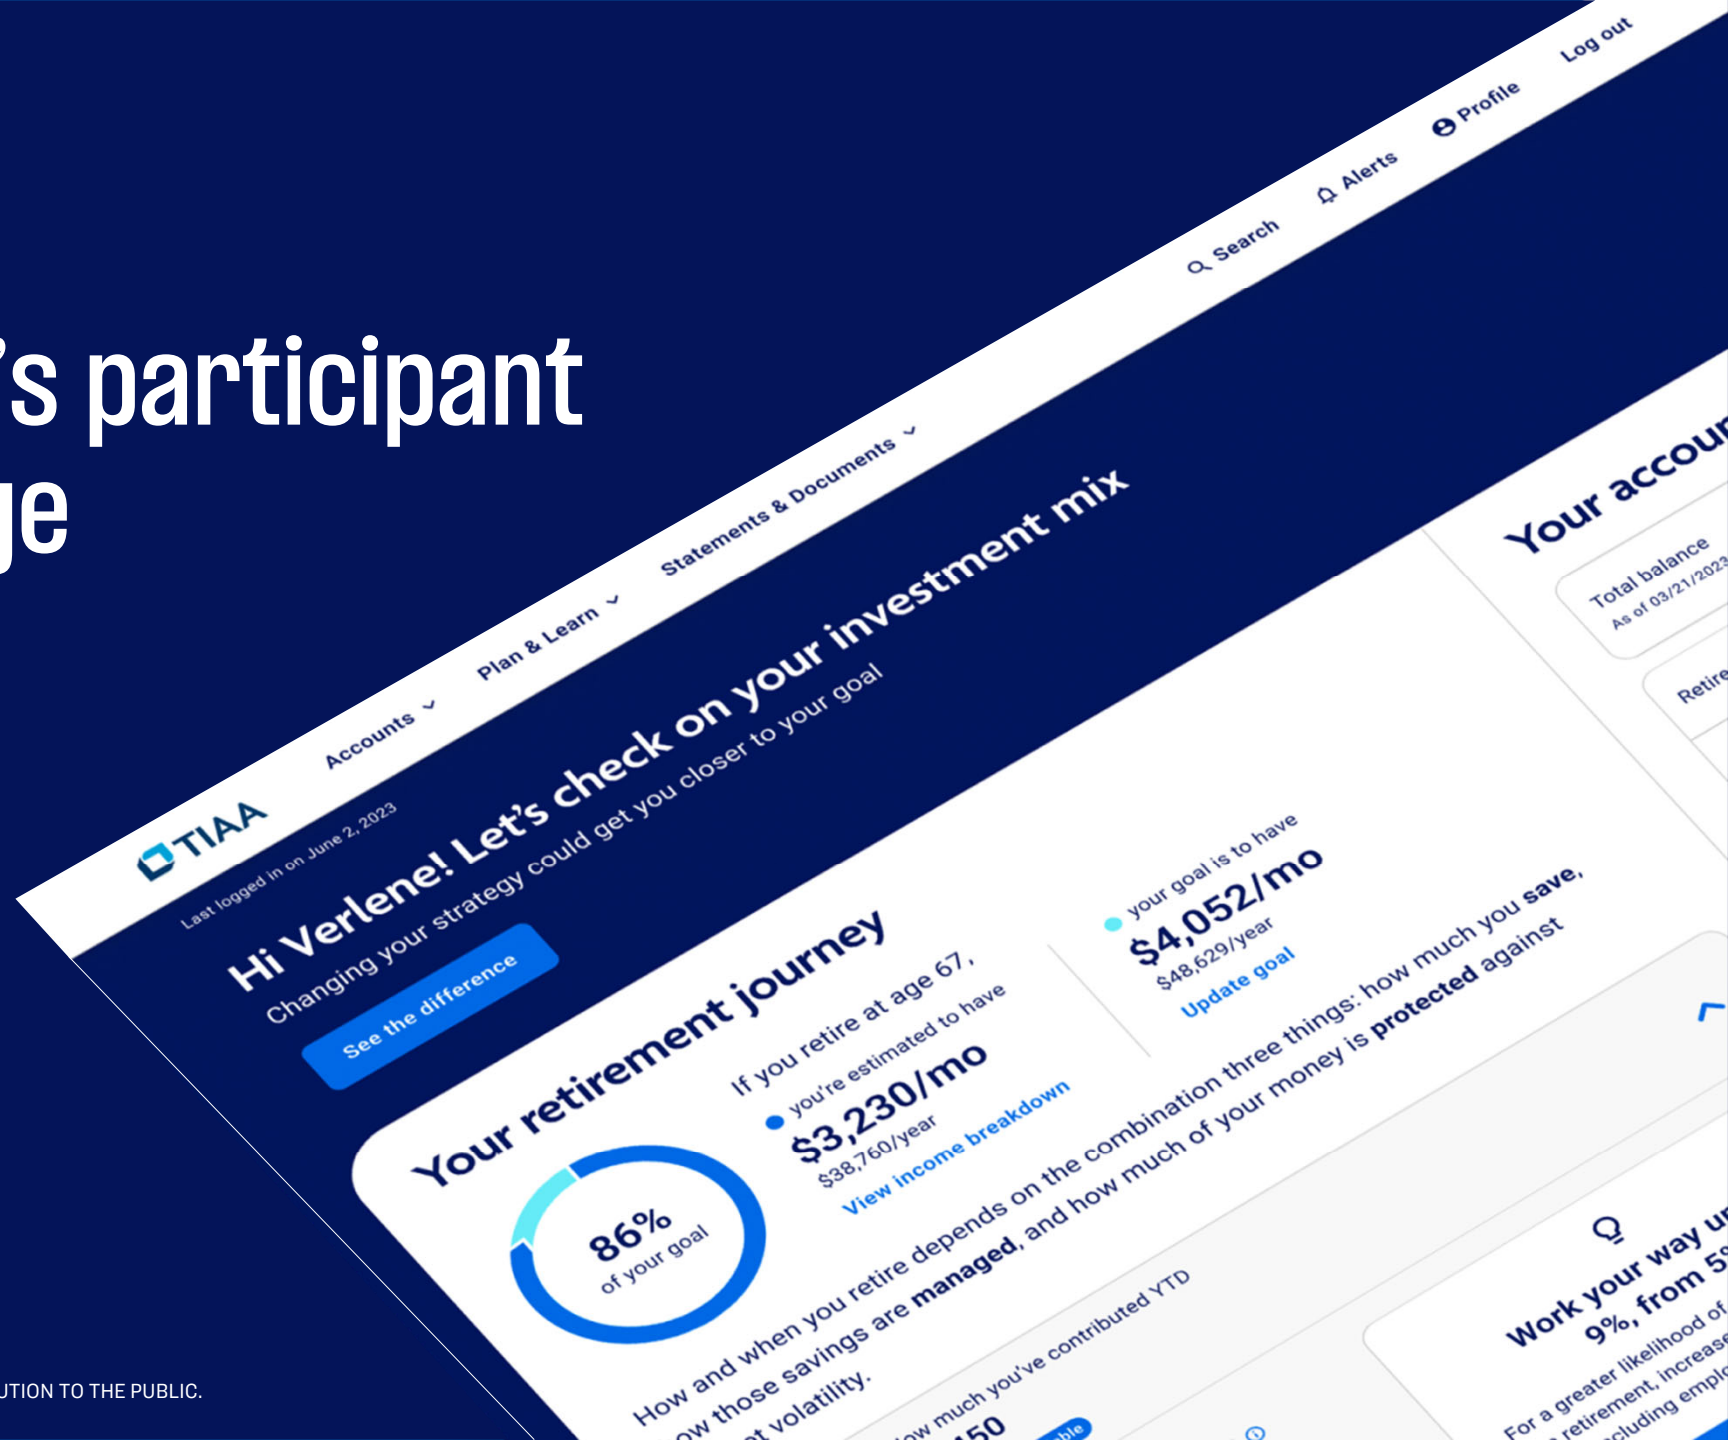 's participant
ge
UTION TO THE PUBLIC.
TIAA
Accounts
Plan & Learn
Statements & Documents
Search
Alerts
Profile
Log out
Last logged in on June 2, 2023
Hi Verlene! Let's check on your investment mix
Changing your strategy could get you closer to your goal
See the difference
Your retirement journey
86%
of your goal
If you retire at age 67,
you're estimated to have
$3,230/mo
$38,760/year
View income breakdown
your goal is to have
$4,052/mo
$48,629/year
Update goal
How and when you retire depends on the combination three things: how much you save,
how those savings are managed, and how much of your money is protected against
volatility.
How much you've contributed YTD
Your accoun
Total balance
As of 03/21/2023
Retire
Work your way up
9%, from 5%
For a greater likelihood of
retirement, increase
cluding emplo